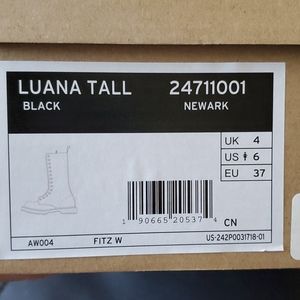 LUANA TALL 24711001
BLACK NEWARK
UK 4
US 6
EU 37
1 90665 20537 4
CN
AW004 FITZ W US-242P0031718-01